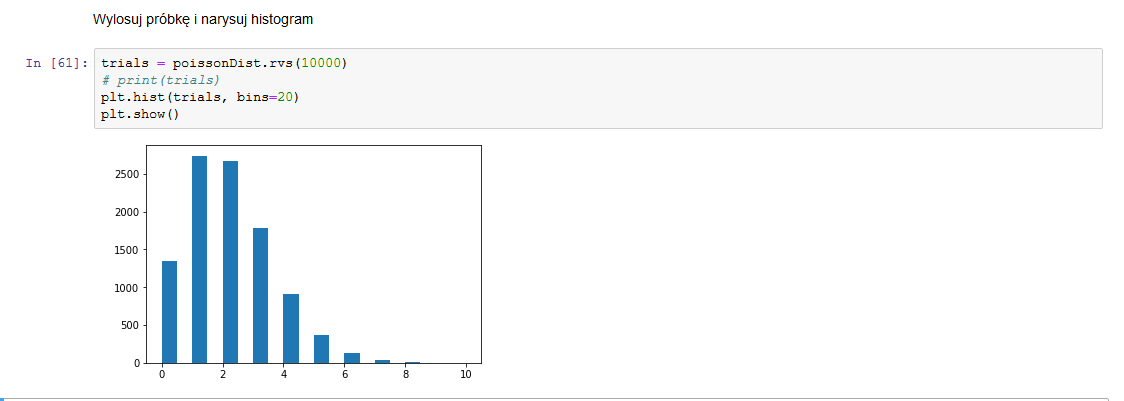 Wylosuj próbkę i narysuj histogram
In [61]: trials = poissonDist.rvs(10000)
# print(trials)
plt.hist(trials, bins=20)
plt.show()
2500
2000
1500
1000
500
0
0 2 4 6 8 10